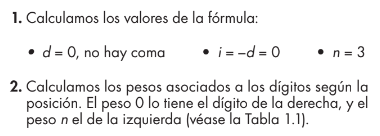 1. Calculamos los valores de la fórmula:
• d = 0, no hay coma • i = –d = 0 • n = 3
2. Calculamos los pesos asociados a los dígitos según la
posición. El peso 0 lo tiene el dígito de la derecha, y el
peso n el de la izquierda (véase la Tabla 1.1).